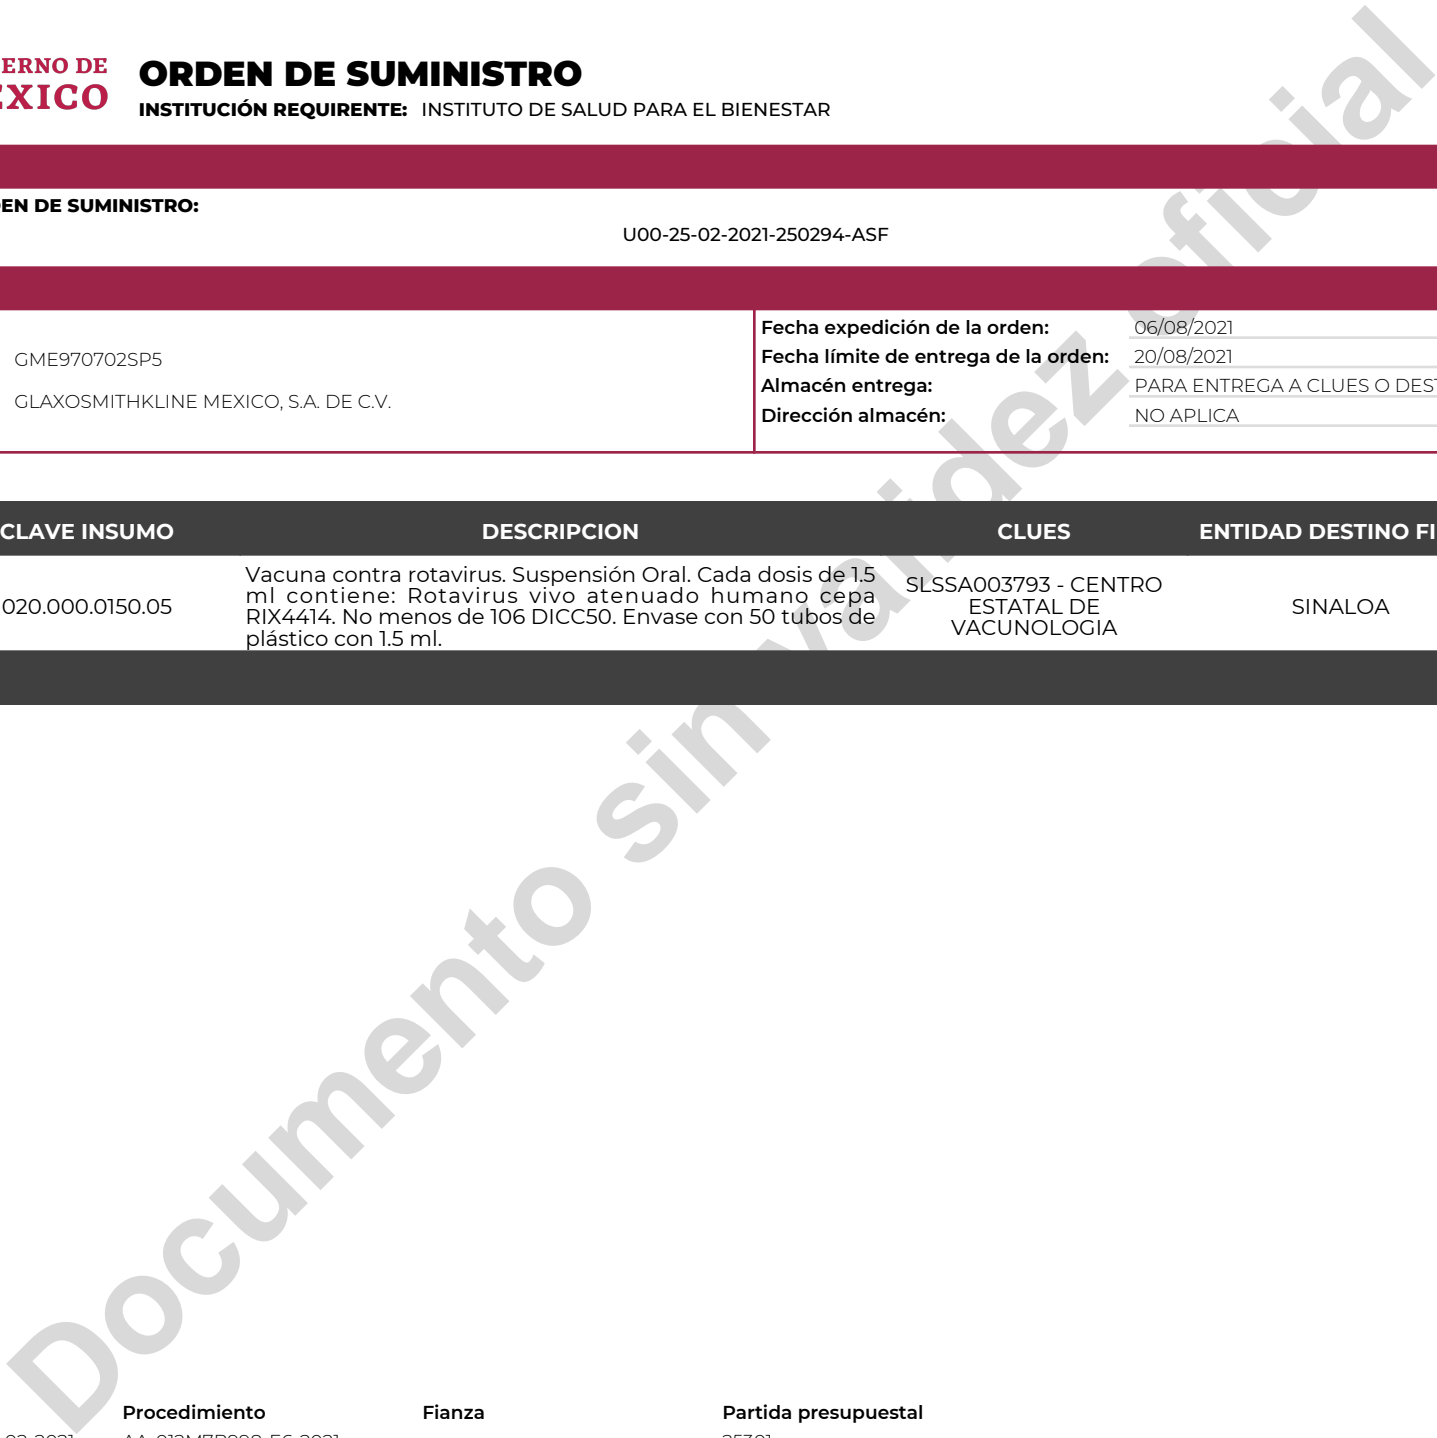 ERNO DE
EXICO
ORDEN DE SUMINISTRO
INSTITUCIÓN REQUIRENTE: INSTITUTO DE SALUD PARA EL BIENESTAR
EN DE SUMINISTRO:
U00-25-02-2021-250294-ASF
GME970702SP5
GLAXOSMITHKLINE MEXICO, S.A. DE C.V.
Fecha expedición de la orden: 06/08/2021
Fecha límite de entrega de la orden: 20/08/2021
Almacén entrega: PARA ENTREGA A CLUES O DEST
Dirección almacén: NO APLICA
CLAVE INSUMO DESCRIPCION CLUES ENTIDAD DESTINO FI
020.000.0150.05
Vacuna contra rotavirus. Suspensión Oral. Cada dosis de 1.5
ml contiene: Rotavirus vivo atenuado humano cepa
RIX4414. No menos de 106 DICC50. Envase con 50 tubos de
plástico con 1.5 ml.
SLSSA003793 - CENTRO
ESTATAL DE
VACUNOLOGIA
SINALOA
Documento sin validez oficial
Procedimiento Fianza Partida presupuestal